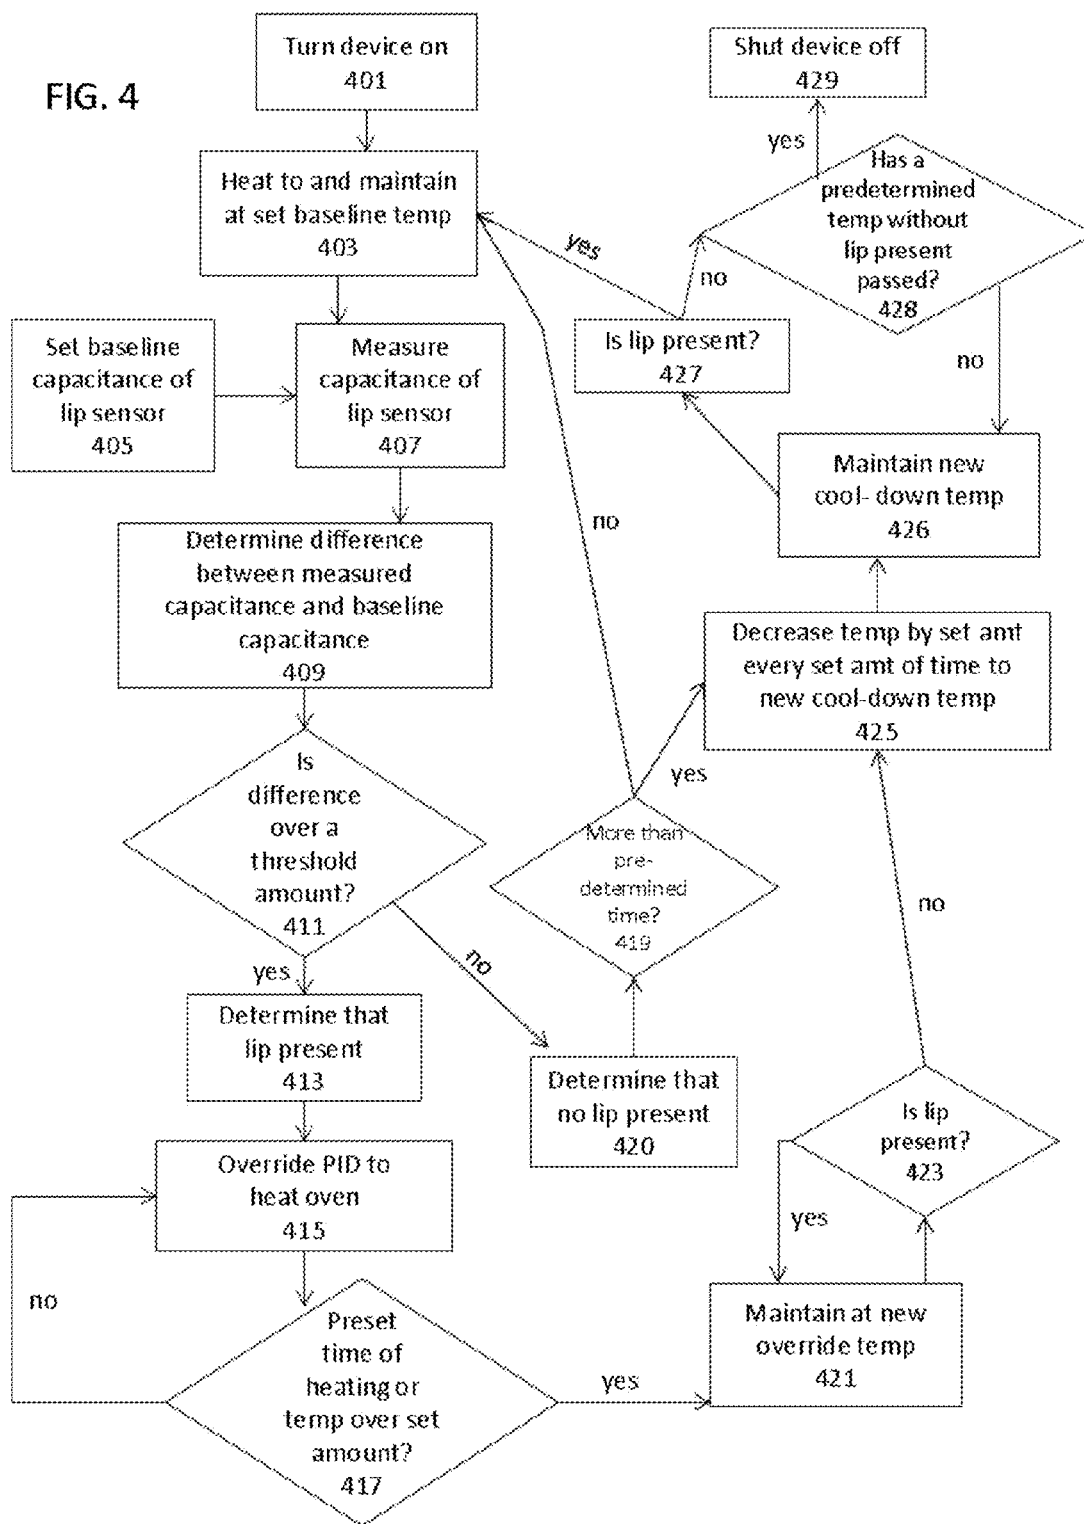 FIG. 4
Turn device on
401
Heat to and maintain
at set baseline temp
403
Set baseline
capacitance of
lip sensor
405
Measure
capacitance of
lip sensor
407
Determine difference
between measured
capacitance and baseline
capacitance
409
Is
difference
over a
threshold
amount?
411
yes
no
Determine that
lip present
413
Override PID to
heat oven
415
no
Preset
time of
heating or
temp over set
amount?
417
yes
Determine that
no lip present
420
More than
pre-
determined
time?
419
no
yes
Maintain at new
override temp
421
yes
Is lip
present?
423
no
Decrease temp by set amt
every set amt of time to
new cool-down temp
425
Maintain new
cool- down temp
426
Is lip present?
427
yes
no
Has a
predetermined
temp without
lip present
passed?
428
no
yes
Shut device off
429